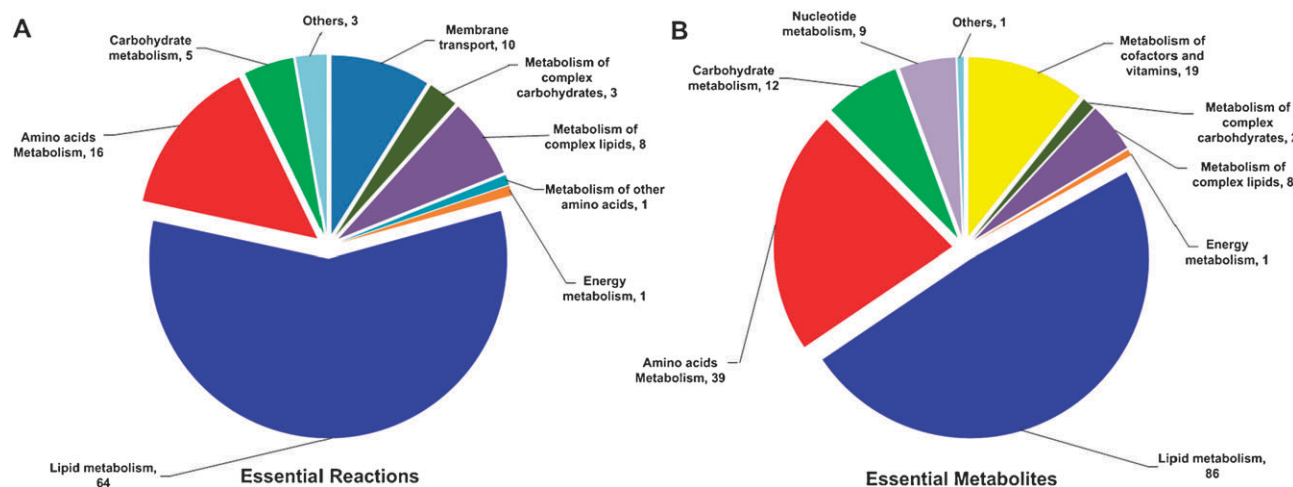 A
Others, 3
Carbohydrate
metabolism, 5
Membrane
transport, 10
Metabolism of
complex
carbohydrates, 3
Amino acids
Metabolism, 16
Metabolism of
complex lipids, 8
Metabolism of other
amino acids, 1
Energy
metabolism, 1
Lipid metabolism,
64
Essential Reactions
B
Nucleotide
metabolism, 9
Others, 1
Metabolism of
cofactors and
vitamins, 19
Carbohydrate
metabolism, 12
Metabolism of
complex
carbohdyrates,
Metabolism of
complex lipids, 8
Energy
metabolism, 1
Amino acids
Metabolism, 39
Lipid metabolism,
86
Essential Metabolites